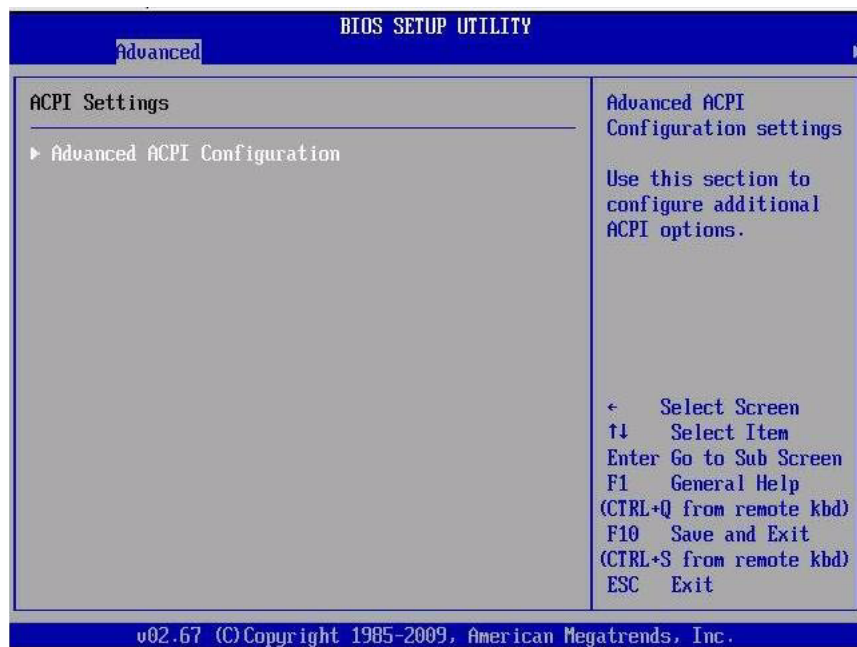 BIOS SETUP UTILITY
Advanced
ACPI Settings
▶ Advanced ACPI Configuration
Advanced ACPI
Configuration settings
Use this section to
configure additional
ACPI options.
← Select Screen
↑↓ Select Item
Enter Go to Sub Screen
F1 General Help
(CTRL+Q from remote kbd)
F10 Save and Exit
(CTRL+S from remote kbd)
ESC Exit
v02.67 (C)Copyright 1985-2009, American Megatrends, Inc.